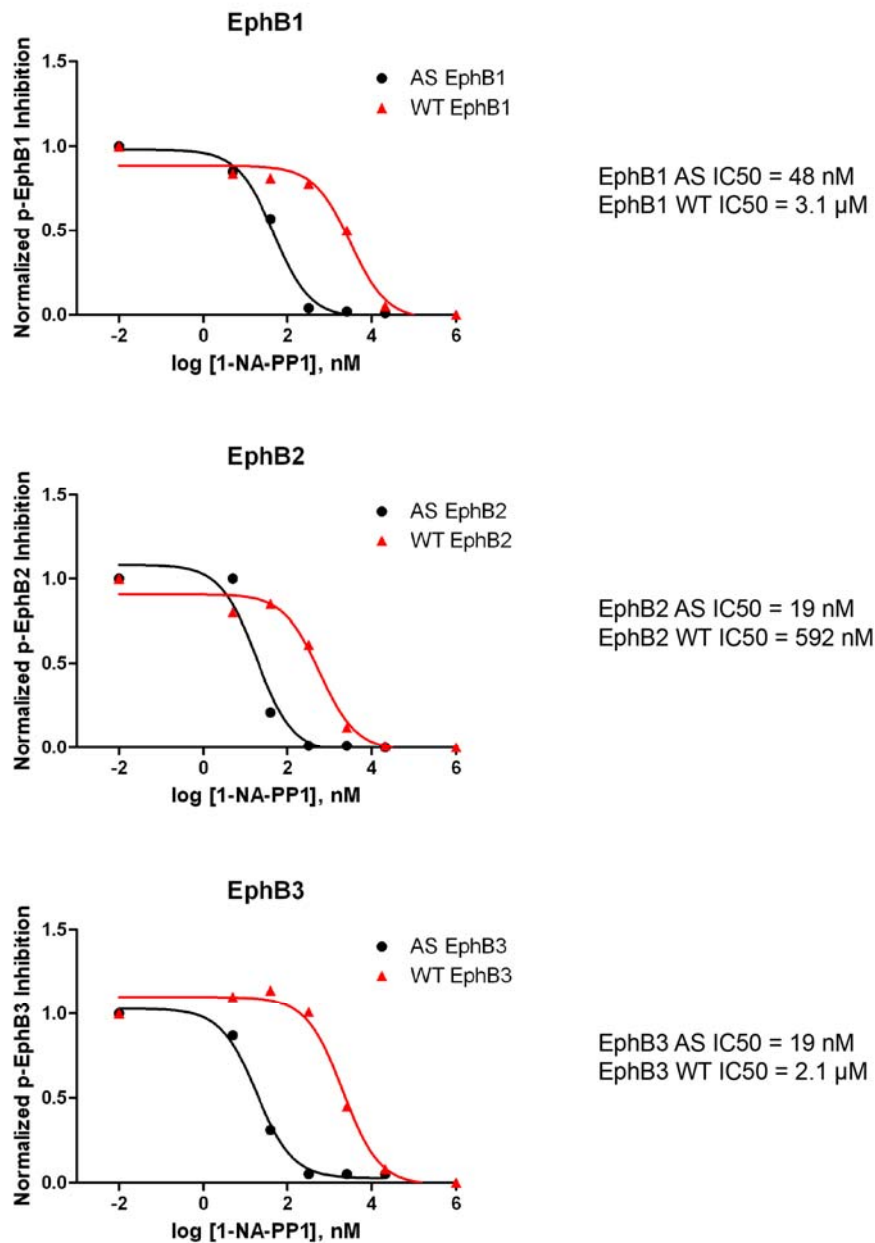 EphB1
1.5
1.0
0.5
0.0
Normalized p-EphB1 Inhibition
-2
0
2
4
6
log [1-NA-PP1], nM
AS EphB1
WT EphB1
EphB1 AS IC50 = 48 nM
EphB1 WT IC50 = 3.1 µM
EphB2
1.5
1.0
0.5
0.0
Normalized p-EphB2 Inhibition
-2
0
2
4
6
log [1-NA-PP1], nM
AS EphB2
WT EphB2
EphB2 AS IC50 = 19 nM
EphB2 WT IC50 = 592 nM
EphB3
1.5
1.0
0.5
0.0
Normalized p-EphB3 Inhibition
-2
0
2
4
6
log [1-NA-PP1], nM
AS EphB3
WT EphB3
EphB3 AS IC50 = 19 nM
EphB3 WT IC50 = 2.1 µM